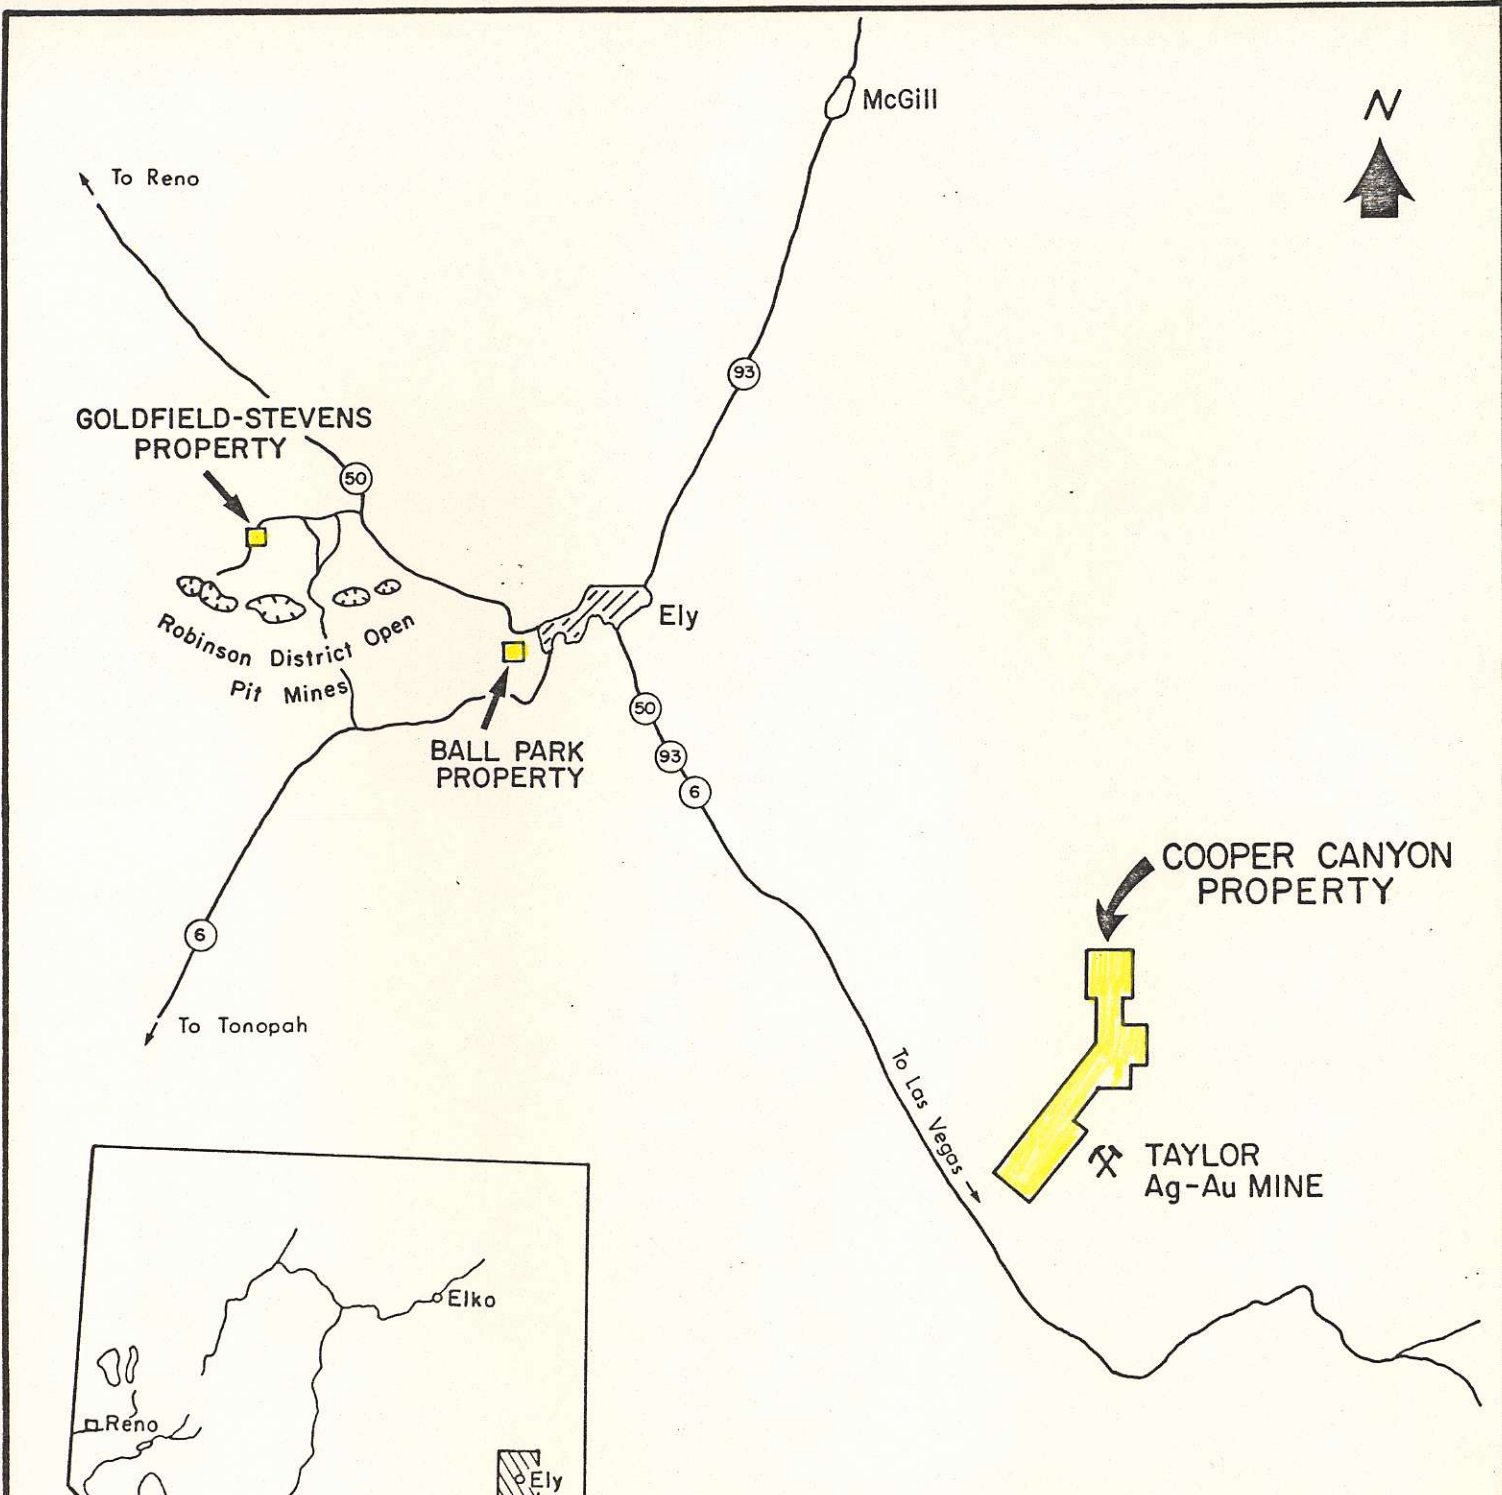 McGill
N
To Reno
93
GOLDFIELD-STEVENS
PROPERTY
50
Ely
Robinson District Open
Pit Mines
50
BALL PARK
PROPERTY
93
6
COOPER CANYON
PROPERTY
6
To Tonopah
To Las Vegas
TAYLOR
Ag-Au MINE
Elko
Reno
Ely